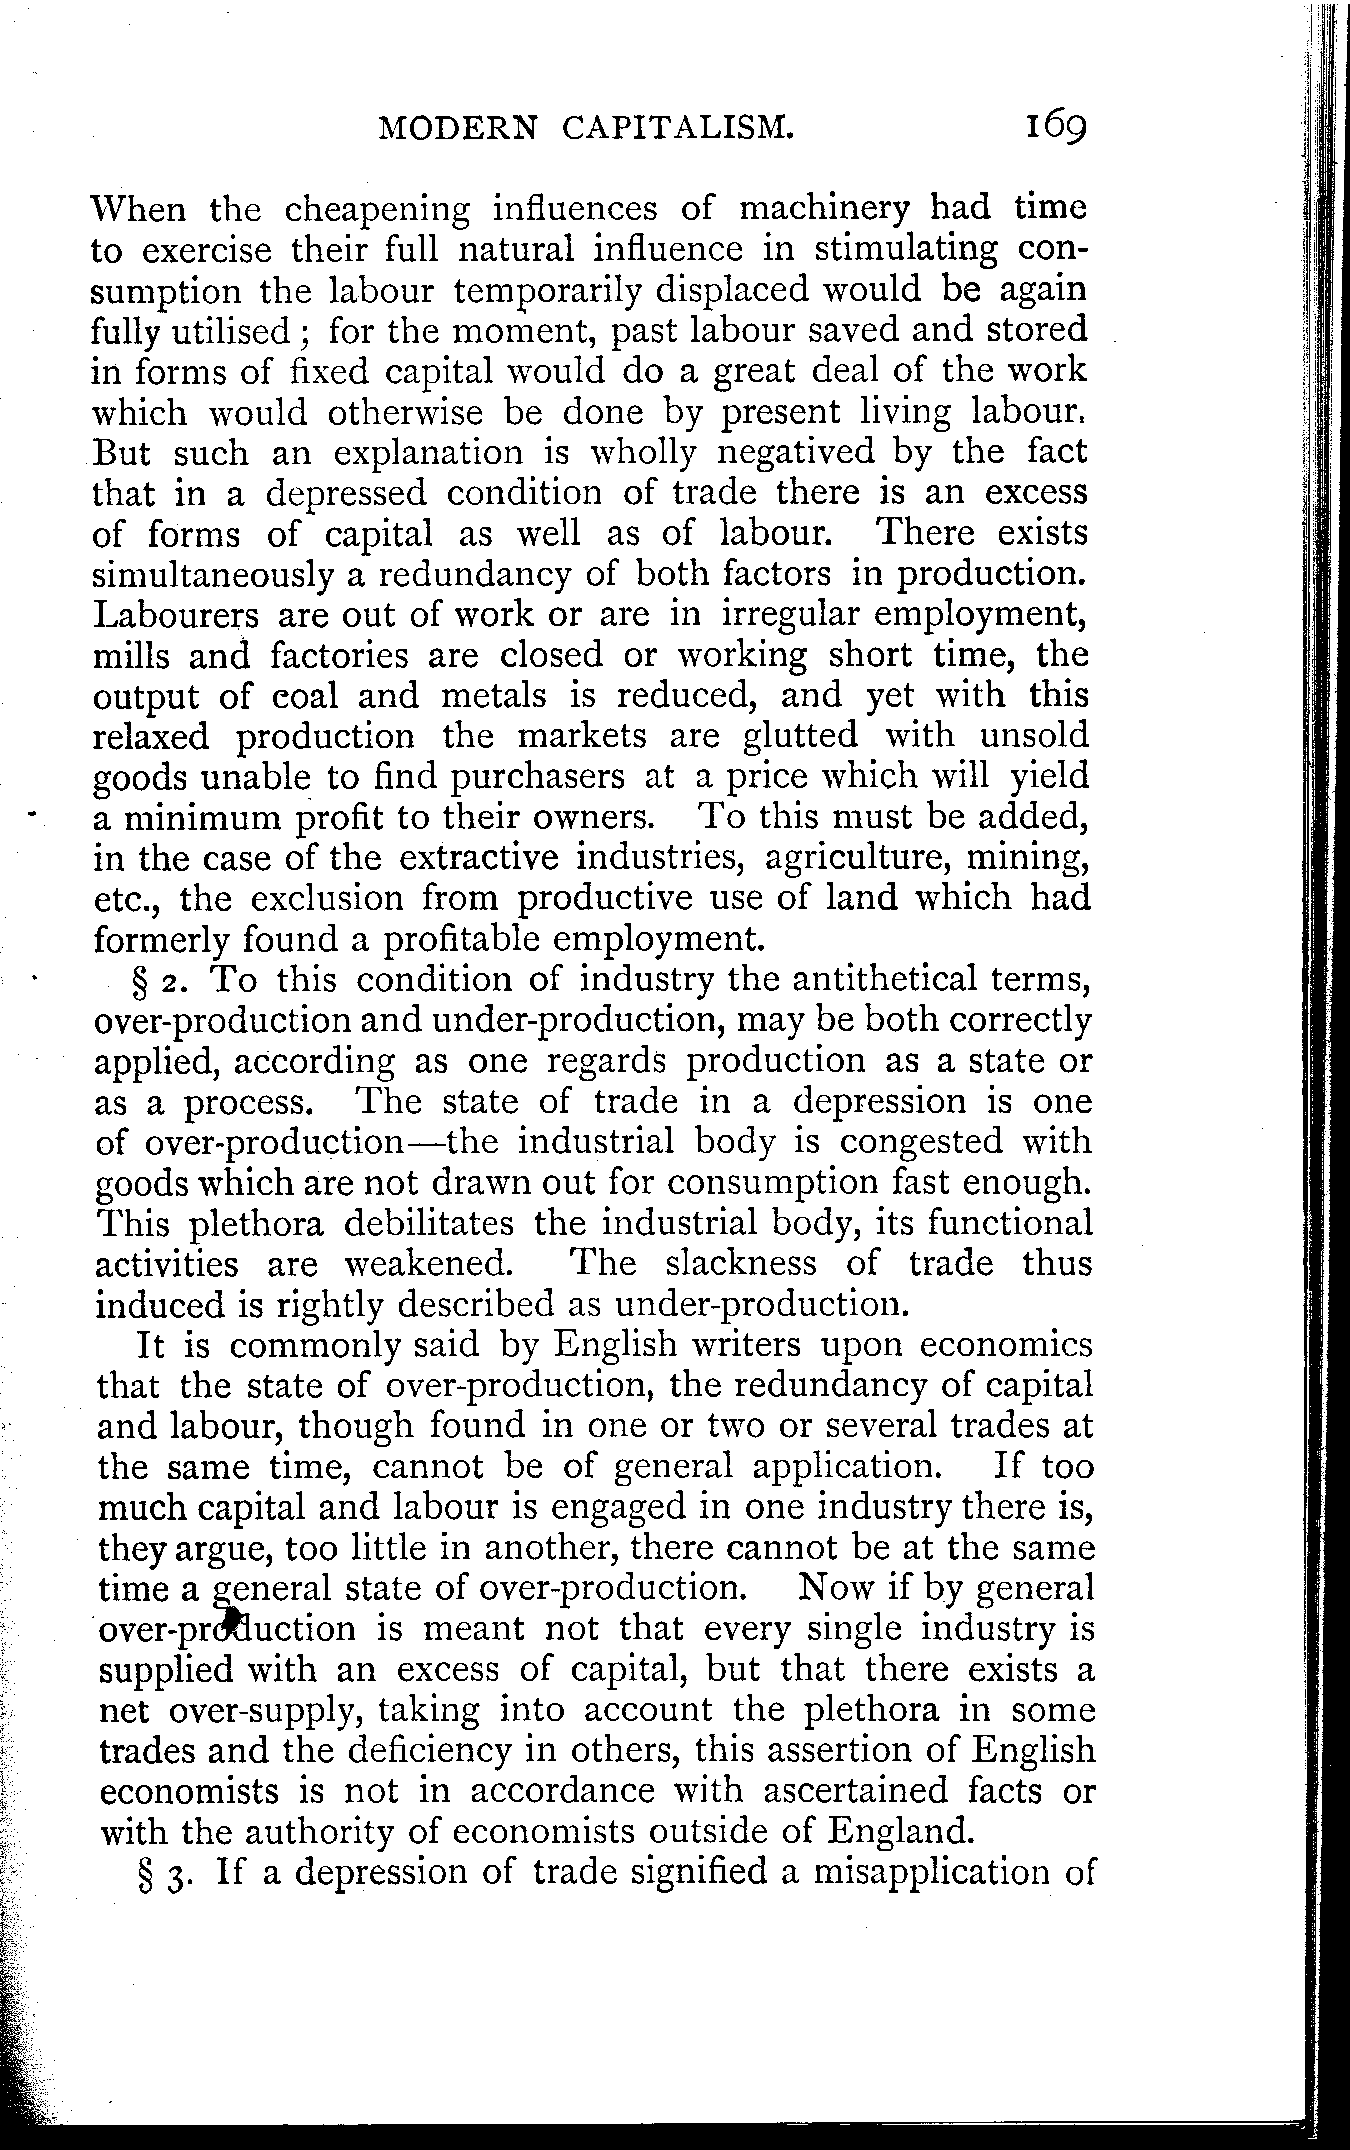 MODERN CAPITALISM. 169
When the cheapening influences of machinery had time
to exercise their full natural influence in stimulating con-
sumption the labour temporarily displaced would be again
fully utilised ; for the moment, past labour saved and stored
in forms of fixed capital would do a great deal of the work
which would otherwise be done by present living labour.
But such an explanation is wholly negatived by the fact
that in a depressed condition of trade there is an excess
of forms of capital as well as of labour. There exists
simultaneously a redundancy of both factors in production.
Labourers are out of work or are in irregular employment,
mills and factories are closed or working short time, the
output of coal and metals is reduced, and yet with this
relaxed production the markets are glutted with unsold
goods unable to find purchasers at a price which will yield
a minimum profit to their owners. To this must be added,
in the case of the extractive industries, agriculture, mining,
etc., the exclusion from productive use of land which had
formerly found a profitable employment.
§ 2. To this condition of industry the antithetical terms,
over-production and under-production, may be both correctly
applied, according as one regards production as a state or
as a process. The state of trade in a depression is one
of over-production—the industrial body is congested with
goods which are not drawn out for consumption fast enough.
This plethora debilitates the industrial body, its functional
activities are weakened. The slackness of trade thus
induced is rightly described as under-production.
It is commonly said by English writers upon economics
that the state of over-production, the redundancy of capital
and labour, though found in one or two or several trades at
the same time, cannot be of general application. If too
much capital and labour is engaged in one industry there is,
they argue, too little in another, there cannot be at the same
time a general state of over-production. Now if by general
over-production is meant not that every single industry is
supplied with an excess of capital, but that there exists a
net over-supply, taking into account the plethora in some
trades and the deficiency in others, this assertion of English
economists is not in accordance with ascertained facts or
with the authority of economists outside of England.
§ 3. If a depression of trade signified a misapplication of